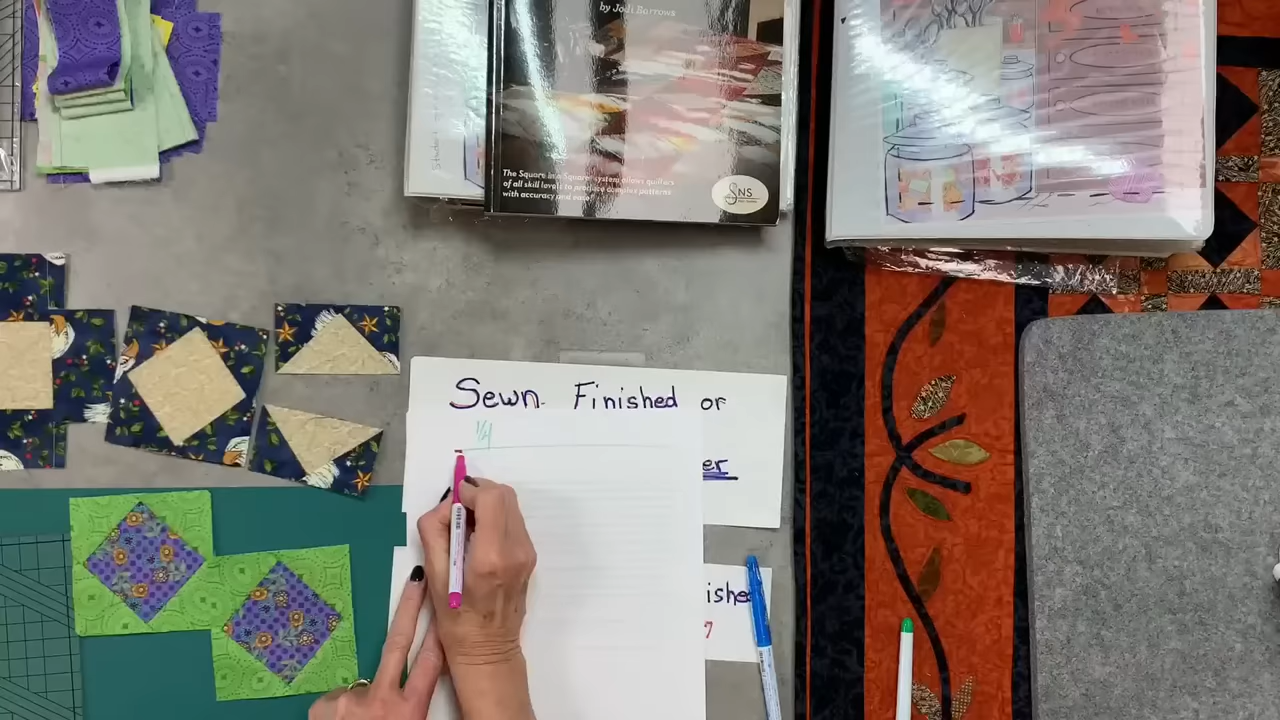 by Jodi Barrows
The Square in a Square system allows quilters
of all skill levels to produce complex patterns
with accuracy and ease!
SNS
Sewn Finished or
1/4
er
ished
7